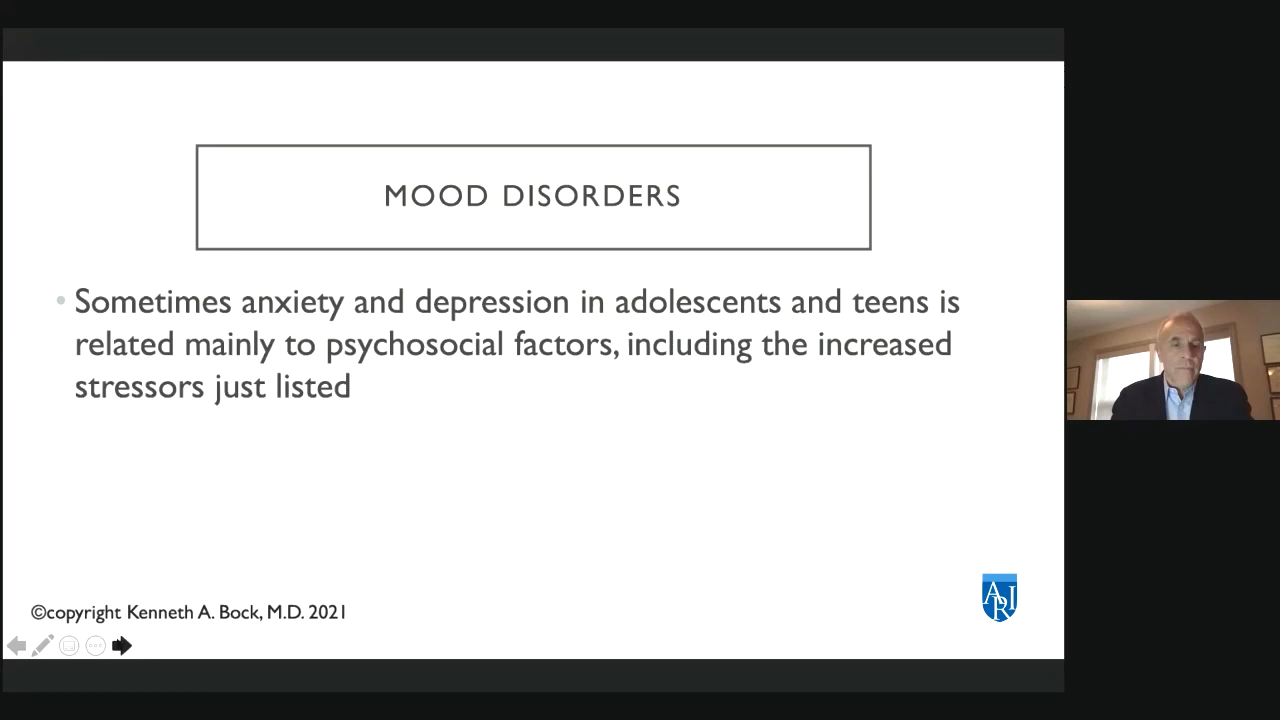 MOOD DISORDERS
• Sometimes anxiety and depression in adolescents and teens is
related mainly to psychosocial factors, including the increased
stressors just listed
©copyright Kenneth A. Bock, M.D. 2021
ARI